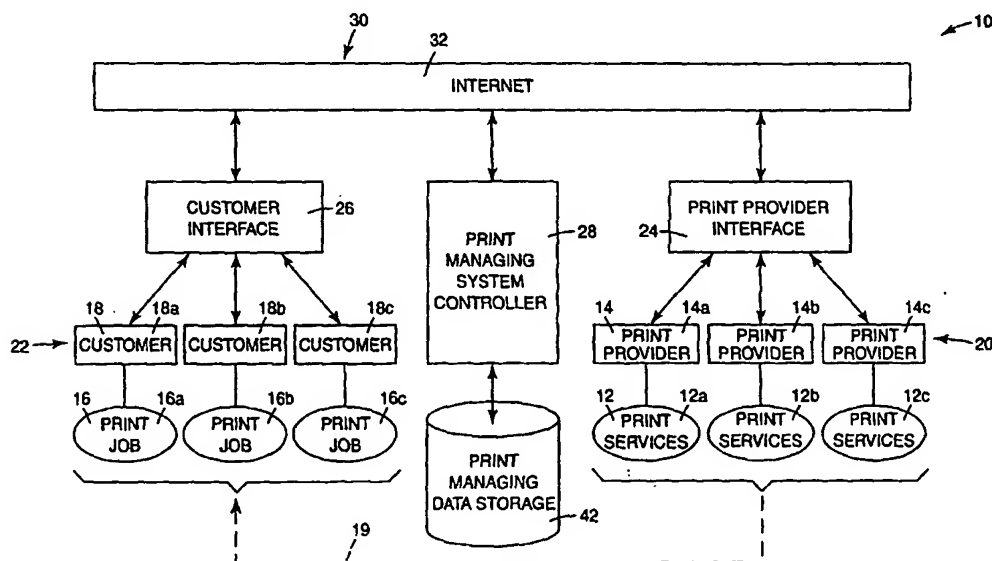 30
10
32
INTERNET
CUSTOMER
INTERFACE
26
PRINT
MANAGING
SYSTEM
CONTROLLER
28
PRINT PROVIDER
INTERFACE
24
18
18a
18b
18c
14
14a
14b
14c
22
CUSTOMER
CUSTOMER
CUSTOMER
PRINT
PROVIDER
PRINT
PROVIDER
PRINT
PROVIDER
20
16
16a
16b
16c
12
12a
12b
12c
PRINT
JOB
PRINT
JOB
PRINT
JOB
PRINT
SERVICES
PRINT
SERVICES
PRINT
SERVICES
PRINT
MANAGING
DATA STORAGE
42
19